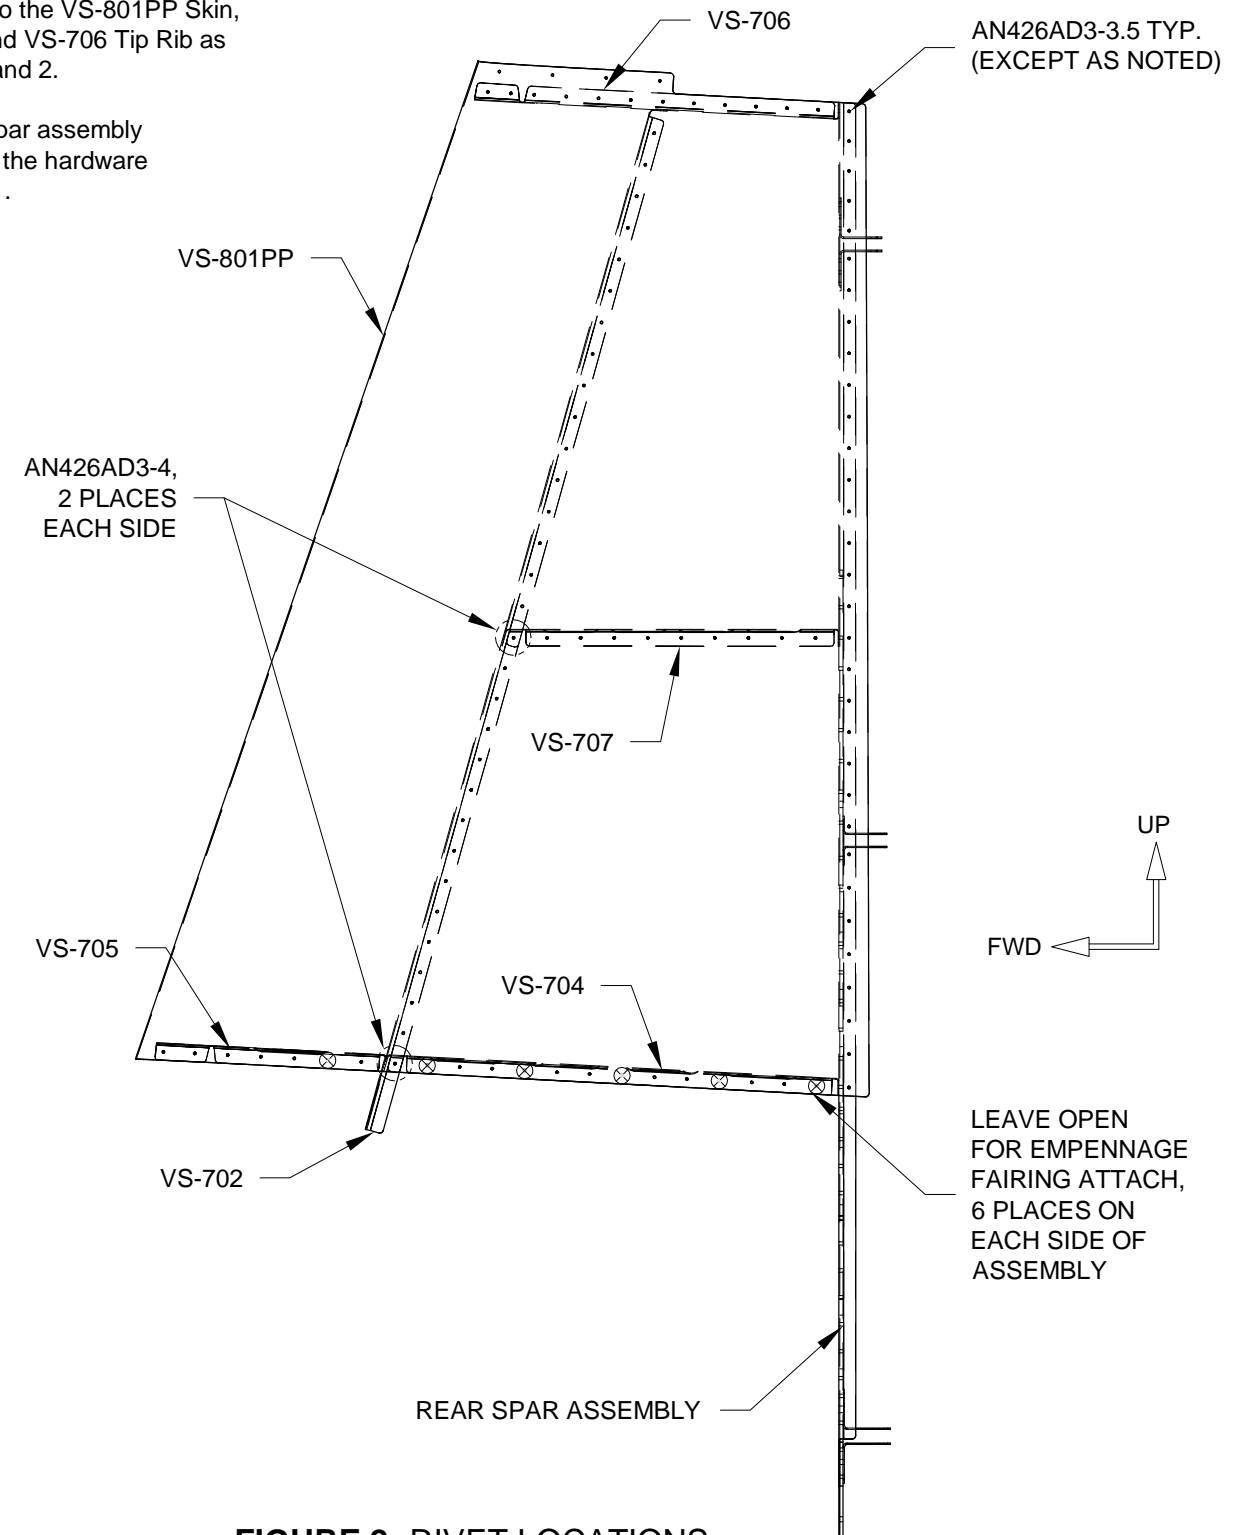 o the VS-801PP Skin,
nd VS-706 Tip Rib as
and 2.
par assembly
the hardware
.
VS-706
AN426AD3-3.5 TYP.
(EXCEPT AS NOTED)
VS-801PP
AN426AD3-4,
2 PLACES
EACH SIDE
VS-707
UP
FWD
VS-705
VS-704
VS-702
LEAVE OPEN
FOR EMPENNAGE
FAIRING ATTACH,
6 PLACES ON
EACH SIDE OF
ASSEMBLY
REAR SPAR ASSEMBLY
RIVET LOCATIONS